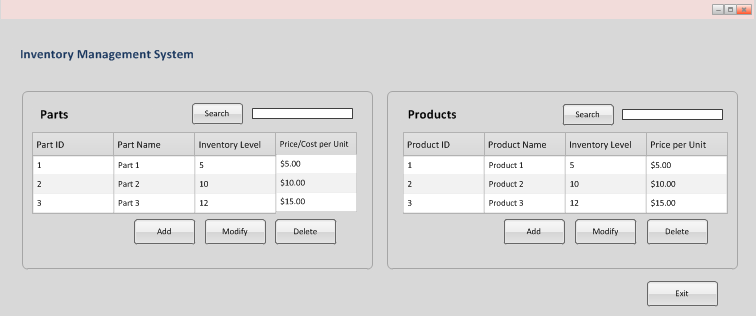 Inventory Management System
Parts
Search
Part ID Part Name Inventory Level Price/Cost per Unit
1 Part 1 5 $5.00
2 Part 2 10 $10.00
3 Part 3 12 $15.00
Add Modify Delete
Products
Search
Product ID Product Name Inventory Level Price per Unit
1 Product 1 5 $5.00
2 Product 2 10 $10.00
3 Product 3 12 $15.00
Add Modify Delete
Exit